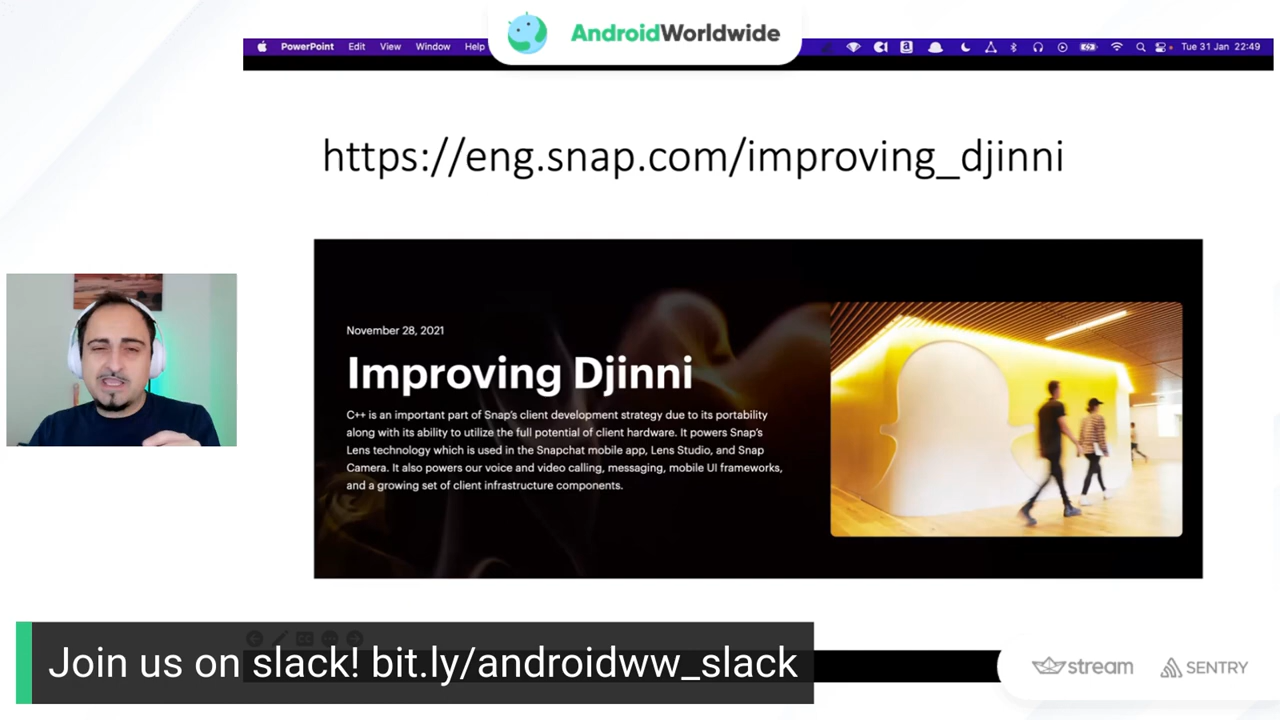 AndroidWorldwide
PowerPoint Edit View Window Help
Tue 31 Jan 22:49
https://eng.snap.com/improving_djinni
November 28, 2021
Improving Djinni
C++ is an important part of Snap's client development strategy due to its portability
along with its ability to utilize the full potential of client hardware. It powers Snap's
Lens technology which is used in the Snapchat mobile app, Lens Studio, and Snap
Camera. It also powers our voice and video calling, messaging, mobile UI frameworks,
and a growing set of client infrastructure components.
Join us on slack! bit.ly/androidww_slack
stream
SENTRY